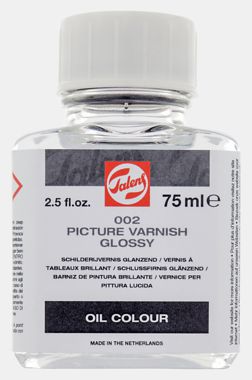 Talens
2.5 fl.oz. 75 ml e
002
PICTURE VARNISH
GLOSSY
SCHILDERIJVERNIS GLANZEND / VERNIS À
TABLEAUX BRILLANT / SCHLUSSFIRNIS GLÄNZEND /
BARNIZ DE PINTURA BRILLANTE / VERNICE PER
PITTURA LUCIDA
OIL COLOUR
MADE IN THE NETHERLANDS